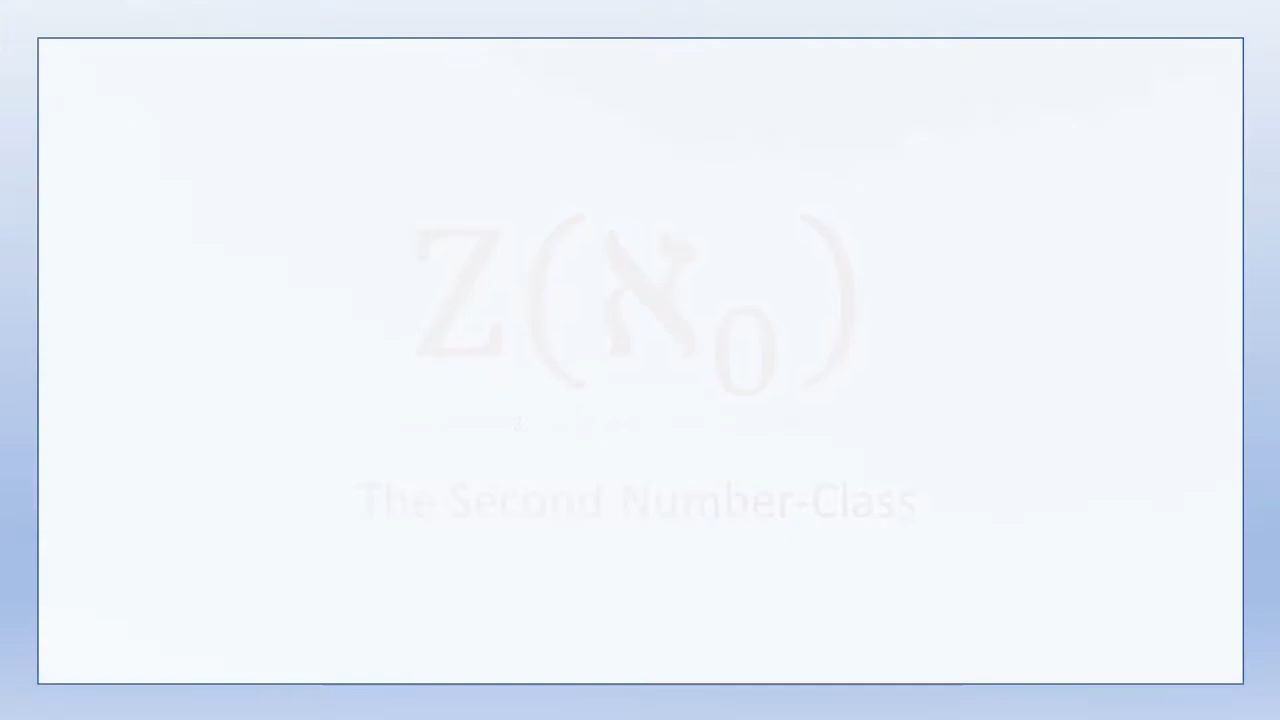 Z(ℵ₀)
The Second Number-Class